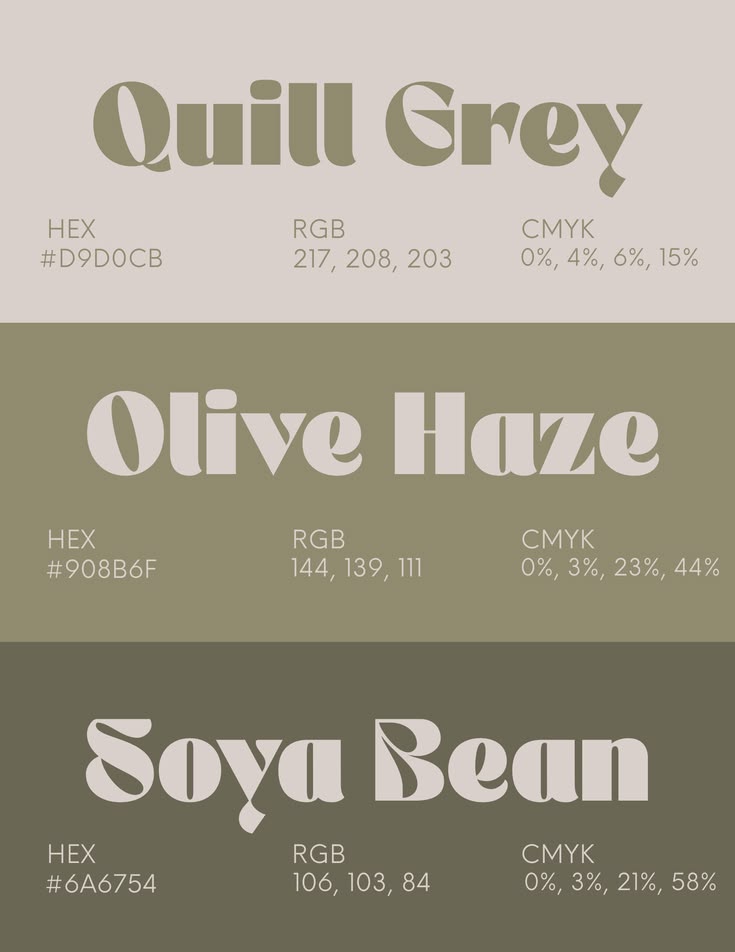 Quill Grey
HEX RGB CMYK
#D9D0CB 217, 208, 203 0%, 4%, 6%, 15%
Olive Haze
HEX RGB CMYK
#908B6F 144, 139, 111 0%, 3%, 23%, 44%
Soya Bean
HEX RGB CMYK
#6A6754 106, 103, 84 0%, 3%, 21%, 58%